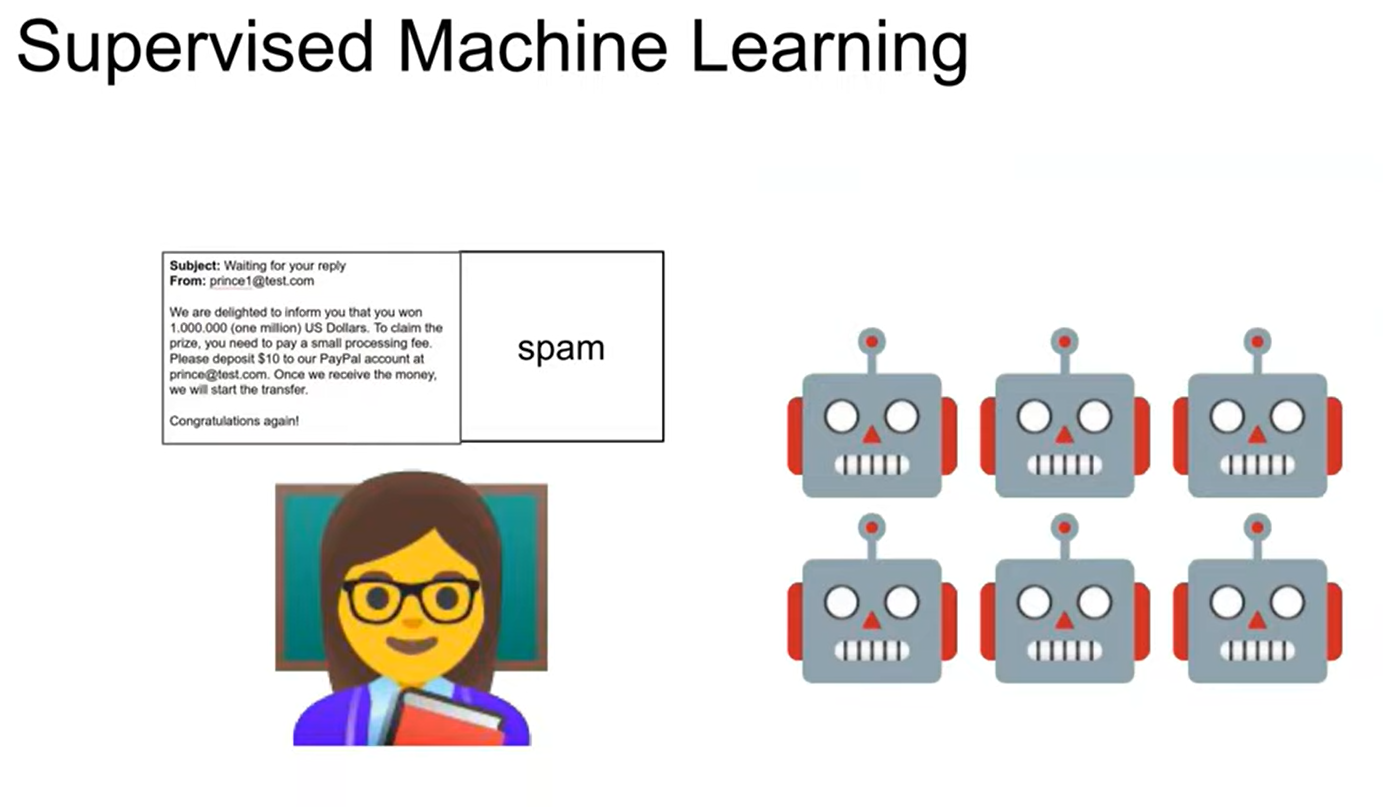 Supervised Machine Learning
Subject: Waiting for your reply
From: prince1@test.com
We are delighted to inform you that you won
1.000.000 (one million) US Dollars. To claim the
prize, you need to pay a small processing fee.
Please deposit $10 to our PayPal account at
prince@test.com. Once we receive the money,
we will start the transfer.
Congratulations again!
spam